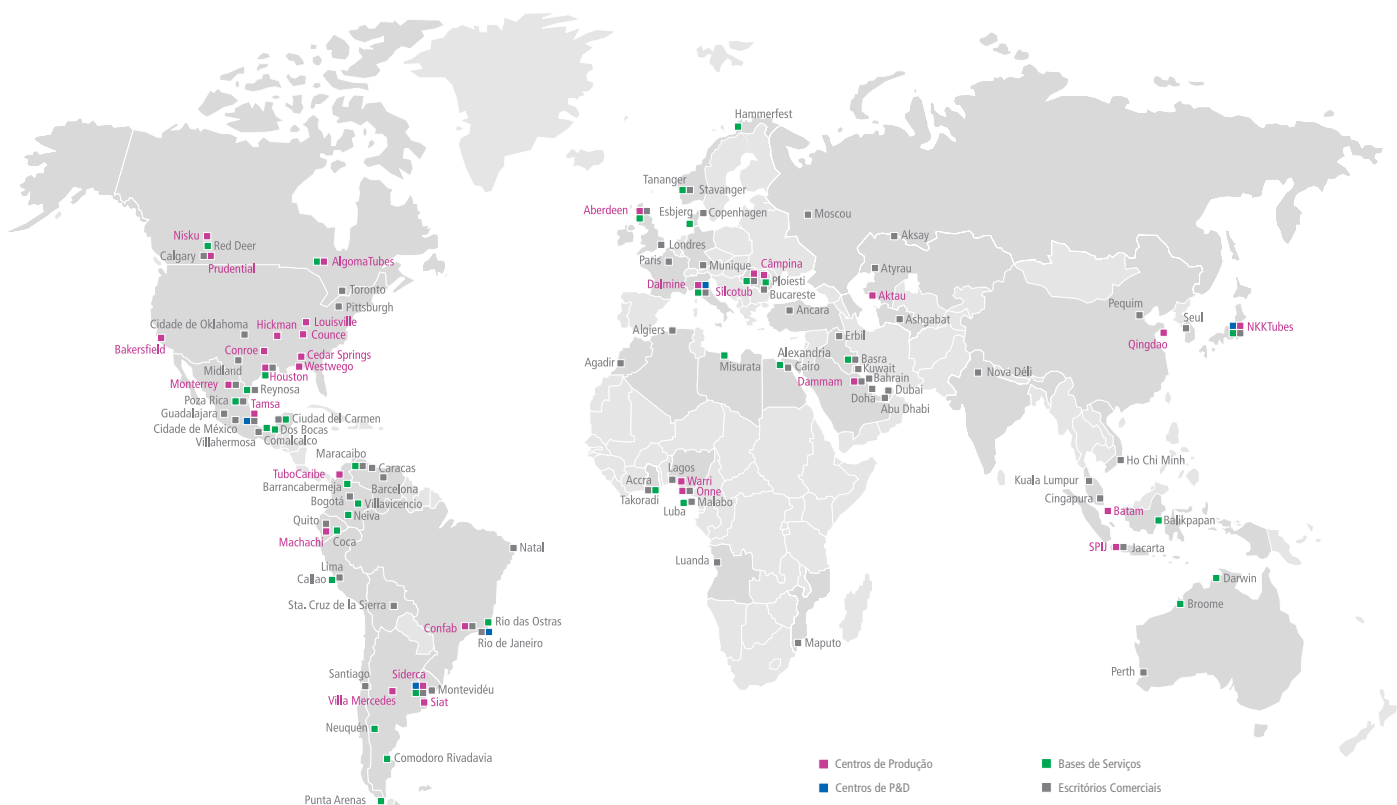 Hammerfest
Tananger
Stavanger
Aberdeen
Esbjerg
Copenhagen
Moscou
Nisku
Red Deer
Calgary
Prudential
AlgomaTubes
Aksay
Londres
Paris
Munique
Câmpina
Ploiesti
Atyrau
Dalmine
Silcotub
Bucareste
Aktau
Toronto
Pittsburgh
Ancara
Ashgabat
Pequim
Seul
NKKTubes
Cidade de Oklahoma
Hickman
Louisville
Counce
Bakersfield
Algiers
Erbil
Qingdao
Conroe
Cedar Springs
Westwego
Midland
Houston
Agadir
Misurata
Alexandria
Cairo
Basra
Kuwait
Nova Déli
Monterrey
Reynosa
Dammam
Bahrain
Dubai
Doha
Abu Dhabi
Poza Rica
Tamsa
Guadalajara
Ciudad del Carmen
Cidade de México
Dos Bocas
Villahermosa
Comalcalco
Maracaibo
Caracas
TuboCaribe
Barcelona
Barrancabermeja
Bogotá
Villavicencio
Neiva
Lagos
Warri
Accra
Onne
Takoradi
Malabo
Luba
Ho Chi Minh
Kuala Lumpur
Cingapura
Batam
Balikpapan
Quito
Machachi
Coca
Natal
SPIJ
Jacarta
Lima
Callao
Luanda
Darwin
Sta. Cruz de la Sierra
Broome
Confab
Rio das Ostras
Rio de Janeiro
Maputo
Santiago
Siderca
Montevidéu
Perth
Villa Mercedes
Siat
Neuquén
Comodoro Rivadavia
Punta Arenas
Centros de Produção
Bases de Serviços
Centros de P&D
Escritórios Comerciais